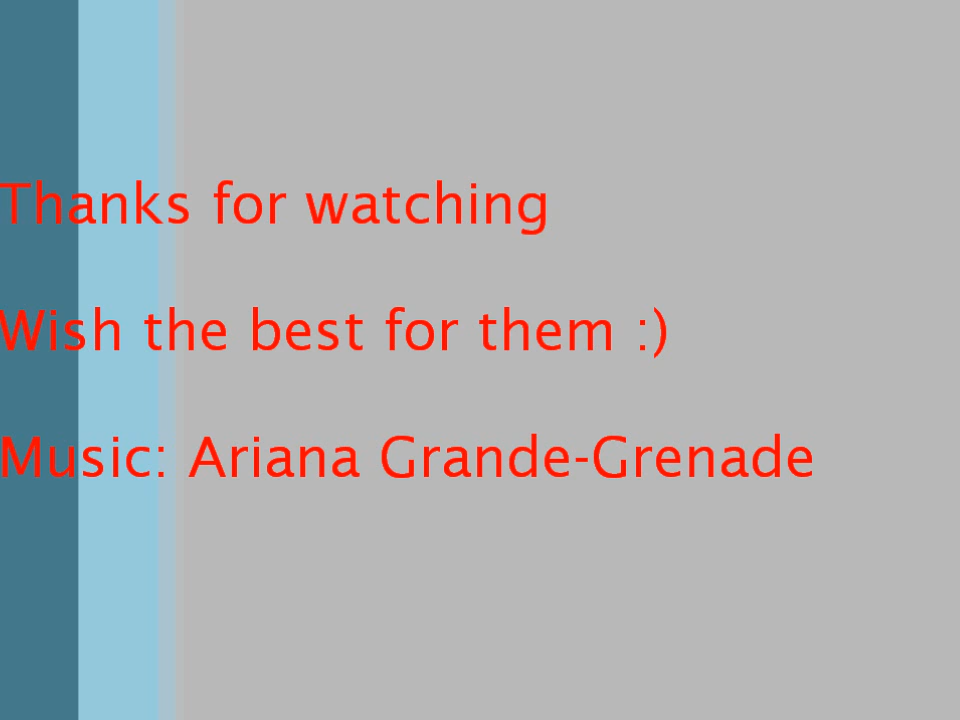 Thanks for watching
Wish the best for them :)
Music: Ariana Grande-Grenade